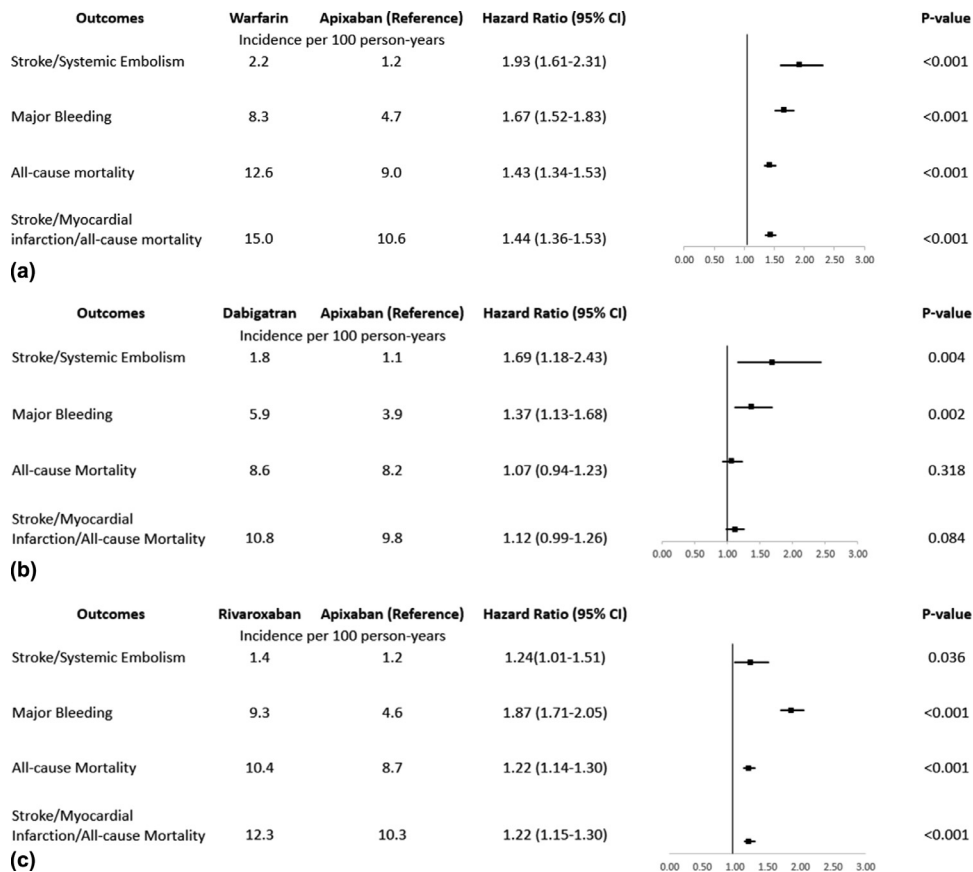 Outcomes Warfarin Apixaban (Reference) Hazard Ratio (95% CI) P-value
Incidence per 100 person-years
Stroke/Systemic Embolism 2.2 1.2 1.93 (1.61-2.31) <0.001
Major Bleeding 8.3 4.7 1.67 (1.52-1.83) <0.001
All-cause mortality 12.6 9.0 1.43 (1.34-1.53) <0.001
Stroke/Myocardial
infarction/all-cause mortality 15.0 10.6 1.44 (1.36-1.53) <0.001
0.00 0.50 1.00 1.50 2.00 2.50 3.00
(a)
Outcomes Dabigatran Apixaban (Reference) Hazard Ratio (95% CI) P-value
Incidence per 100 person-years
Stroke/Systemic Embolism 1.8 1.1 1.69 (1.18-2.43) 0.004
Major Bleeding 5.9 3.9 1.37 (1.13-1.68) 0.002
All-cause Mortality 8.6 8.2 1.07 (0.94-1.23) 0.318
Stroke/Myocardial
Infarction/All-cause Mortality 10.8 9.8 1.12 (0.99-1.26) 0.084
0.00 0.50 1.00 1.50 2.00 2.50 3.00
(b)
Outcomes Rivaroxaban Apixaban (Reference) Hazard Ratio (95% CI) P-value
Incidence per 100 person-years
Stroke/Systemic Embolism 1.4 1.2 1.24(1.01-1.51) 0.036
Major Bleeding 9.3 4.6 1.87 (1.71-2.05) <0.001
All-cause Mortality 10.4 8.7 1.22 (1.14-1.30) <0.001
Stroke/Myocardial
Infarction/All-cause Mortality 12.3 10.3 1.22 (1.15-1.30) <0.001
0.00 0.50 1.00 1.50 2.00 2.50 3.00
(c)